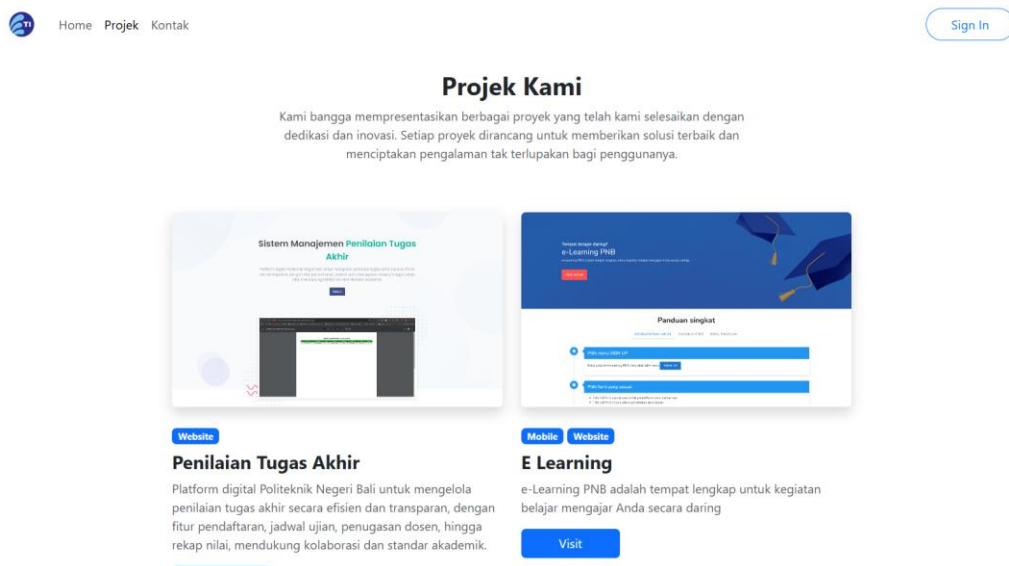 TI
Home Projek Kontak
Sign In
Projek Kami
Kami bangga mempresentasikan berbagai proyek yang telah kami selesaikan dengan
dedikasi dan inovasi. Setiap proyek dirancang untuk memberikan solusi terbaik dan
menciptakan pengalaman tak terlupakan bagi penggunanya.
Sistem Manajemen Penilaian Tugas
Akhir
e-Learning PNB
Panduan singkat
Website
Penilaian Tugas Akhir
Platform digital Politeknik Negeri Bali untuk mengelola
penilaian tugas akhir secara efisien dan transparan, dengan
fitur pendaftaran, jadwal ujian, penugasan dosen, hingga
rekap nilai, mendukung kolaborasi dan standar akademik.
Mobile Website
E Learning
e-Learning PNB adalah tempat lengkap untuk kegiatan
belajar mengajar Anda secara daring
Visit